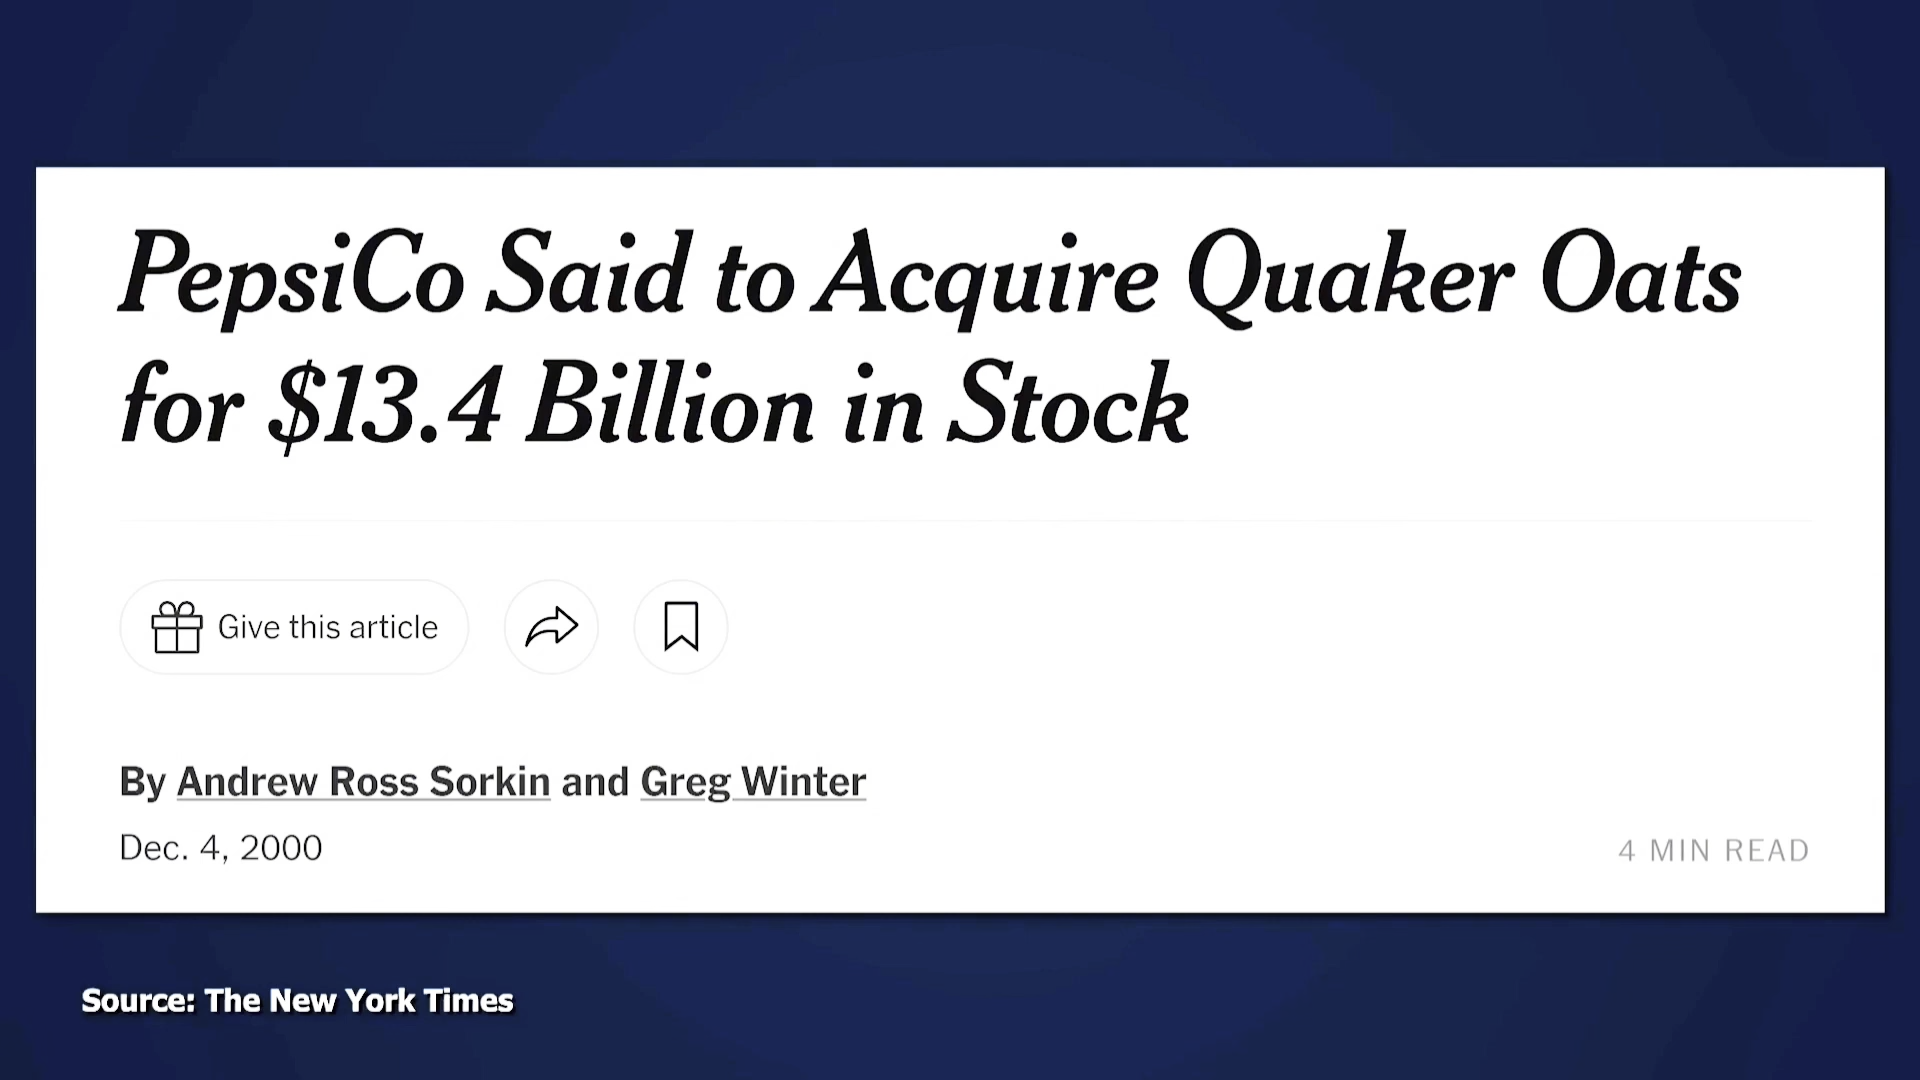 PepsiCo Said to Acquire Quaker Oats
for $13.4 Billion in Stock
Give this article
By Andrew Ross Sorkin and Greg Winter
Dec. 4, 2000
4 MIN READ
Source: The New York Times